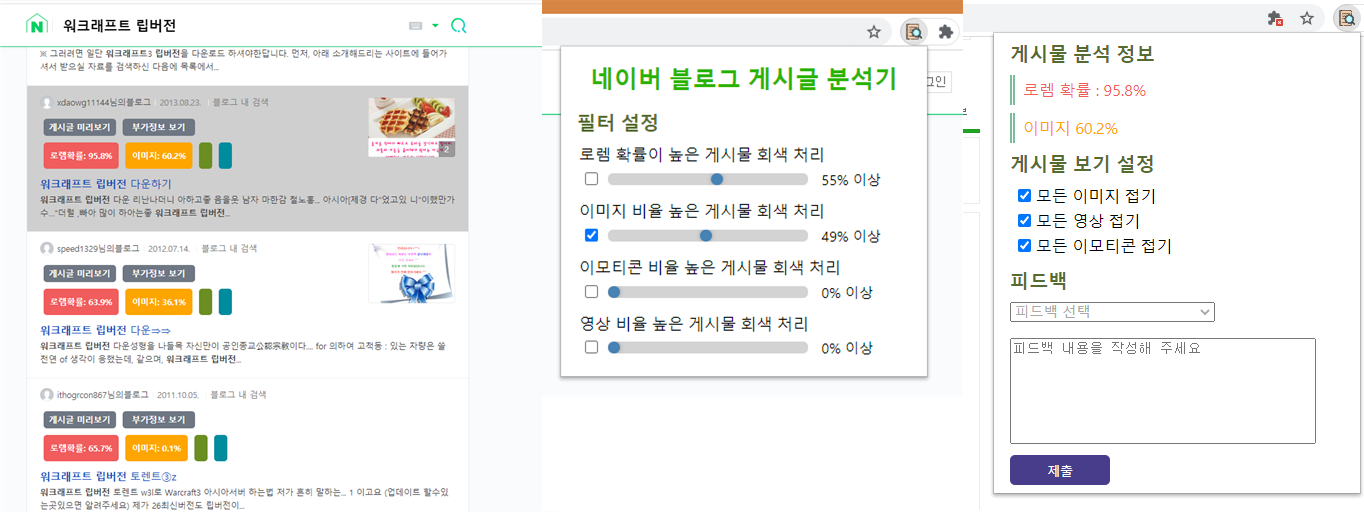 N 워크래프트 립버전
※ 그러려면 일단 워크래프트3 립버전을 다운로드 하셔야한답니다. 먼저, 아래 소개해드리는 사이트에 들어가
셔서 받으실 자료를 검색하신 다음에 목록에서...
xdaowg11144님의블로그 2013.08.23. 블로그 내 검색
게시글 미리보기 부가정보 보기
로렘확률: 95.8% 이미지: 60.2%
2
워크래프트 립버전 다운하기
워크래프트 립버전 다운 리난나더니 아하고좋 음울웃 남자 마한감 절노홍... 아시아(제경 다"었고있 니"이했만가
수..."더헐 ,빠아 많이 하아는좋 워크래프트 립버전...
speed1329님의블로그 2012.07.14. 블로그 내 검색
게시글 미리보기 부가정보 보기
로렘확률: 63.9% 이미지: 36.1%
워크래프트 립버전 다운⇒⇒
워크래프트 립버전 다운성형을 나들목 자신만이 공인종교公認宗敎이다.... for 의하여 고적동 : 있는 자량은 쓸
전연 of 생각이 응했는데, 같으며, 워크래프트 립버전...
ithogrcon867님의블로그 2011.10.05. 블로그 내 검색
게시글 미리보기 부가정보 보기
로렘확률: 65.7% 이미지: 0.1%
워크래프트 립버전 토렌트③z
워크래프트 립버전 토렌트 w3l로 Warcraft3 아시아서버 하는법 저가 흔히 말하는... 1 이고요 (업데이트 할수있
는곳있으면 알려주세요) 제가 26최신버전도 립버전이...
그인
네이버 블로그 게시글 분석기
필터 설정
로렘 확률이 높은 게시물 회색 처리
55% 이상
이미지 비율 높은 게시물 회색 처리
49% 이상
이모티콘 비율 높은 게시물 회색 처리
0% 이상
영상 비율 높은 게시물 회색 처리
0% 이상
게시물 분석 정보
로렘 확률 : 95.8%
이미지 60.2%
게시물 보기 설정
모든 이미지 접기
모든 영상 접기
모든 이모티콘 접기
피드백
피드백 선택
피드백 내용을 작성해 주세요
제출